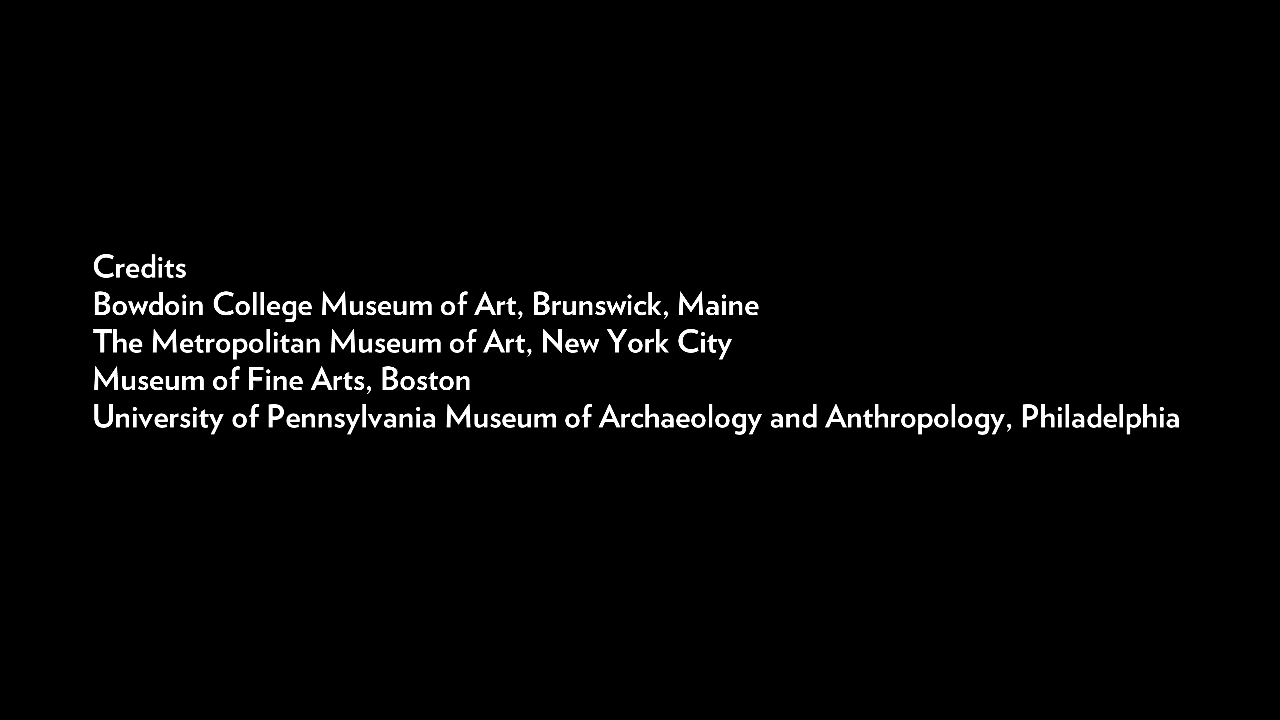 Credits
Bowdoin College Museum of Art, Brunswick, Maine
The Metropolitan Museum of Art, New York City
Museum of Fine Arts, Boston
University of Pennsylvania Museum of Archaeology and Anthropology, Philadelphia